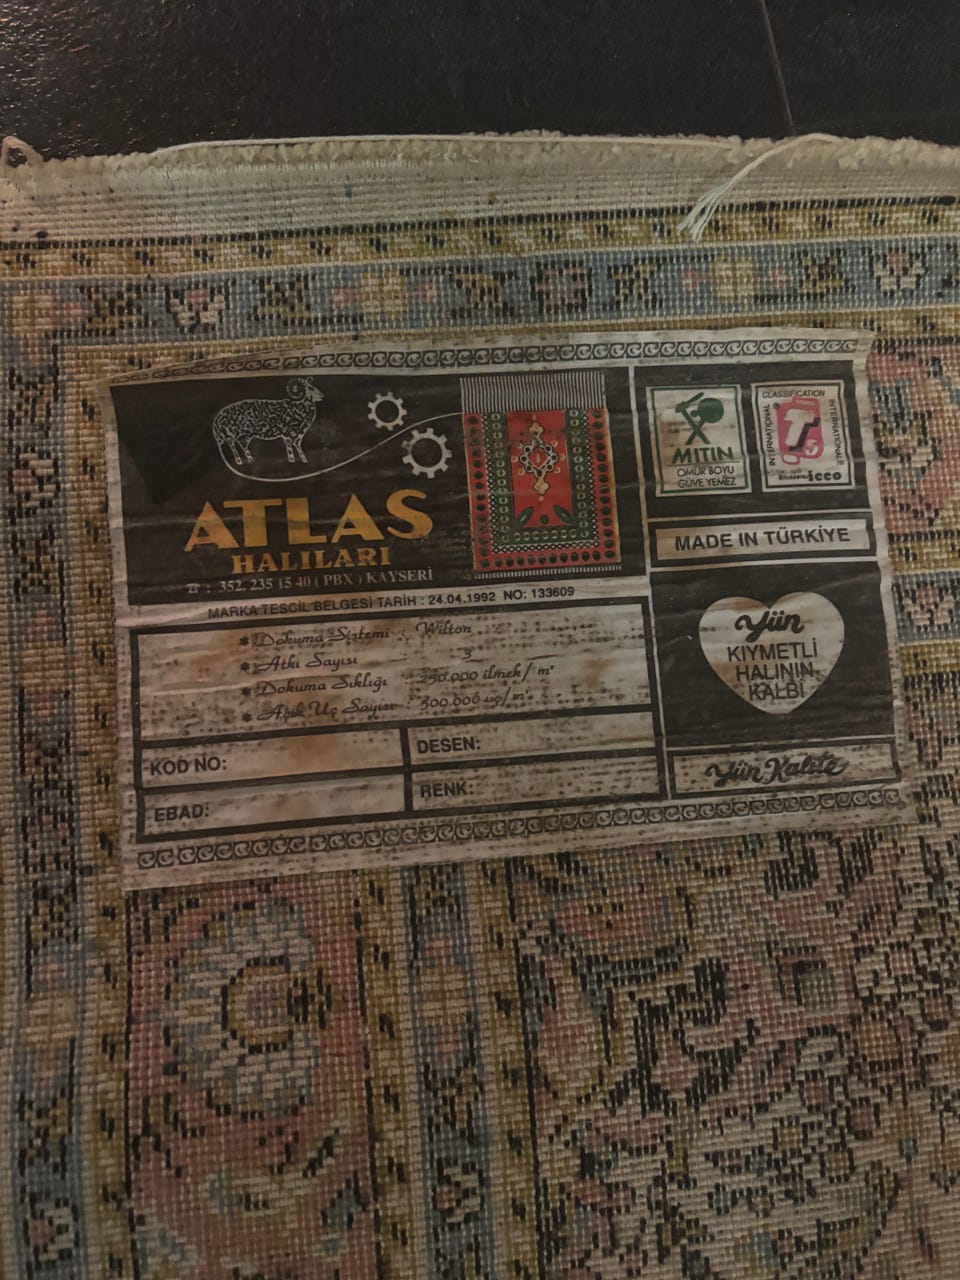 ATLAS
HALILARI
☎ : 352, 235 15 40 ( PBX ) KAYSERİ
MARKA TESCİL BELGESİ TARİH : 24.04.1992 NO: 133609
* Dokuma Sistemi : Wilton
* Atkı Sayısı : 3
* Dokuma Sıklığı : 250.000 ilmek/m²
* Açık Uç Sayısı : 500.000 uç/m²
KOD NO:
DESEN:
EBAD:
RENK:
MITIN
ÖMÜR BOYU
GÜVE YEMEZ
CLASSIFICATION
INTERNATIONAL
INTERNATIONALE
Bruxelles
icco
MADE IN TÜRKİYE
Yün
KIYMETLİ
HALININ
KALBİ
Yün Kalite